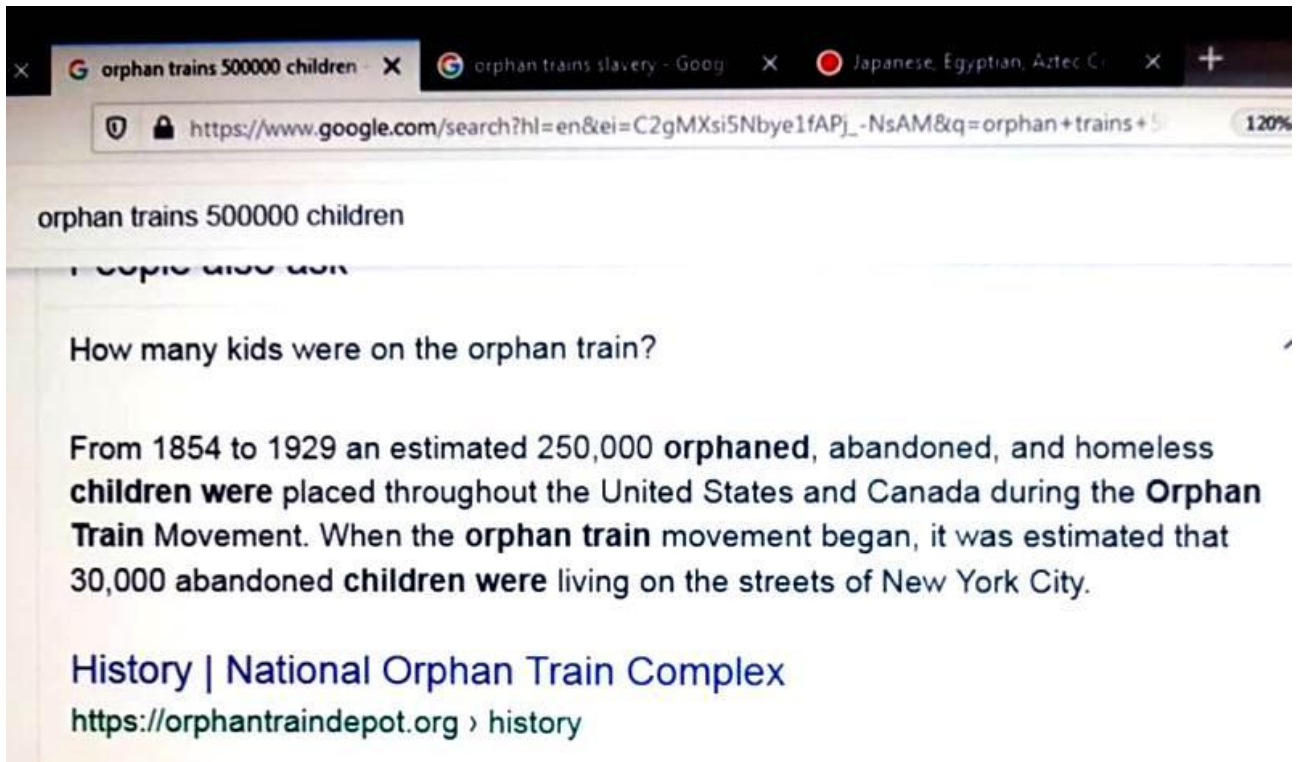 orphan trains 500000 children
orphan trains slavery - Goog
Japanese, Egyptian, Aztec
https://www.google.com/search?hl=en&ei=C2gMXsi5Nbye1fAPj_-NsAM&q=orphan+trains+
120%
orphan trains 500000 children
People also ask
How many kids were on the orphan train?
From 1854 to 1929 an estimated 250,000 orphaned, abandoned, and homeless
children were placed throughout the United States and Canada during the Orphan
Train Movement. When the orphan train movement began, it was estimated that
30,000 abandoned children were living on the streets of New York City.
History | National Orphan Train Complex
https://orphantraindepot.org › history